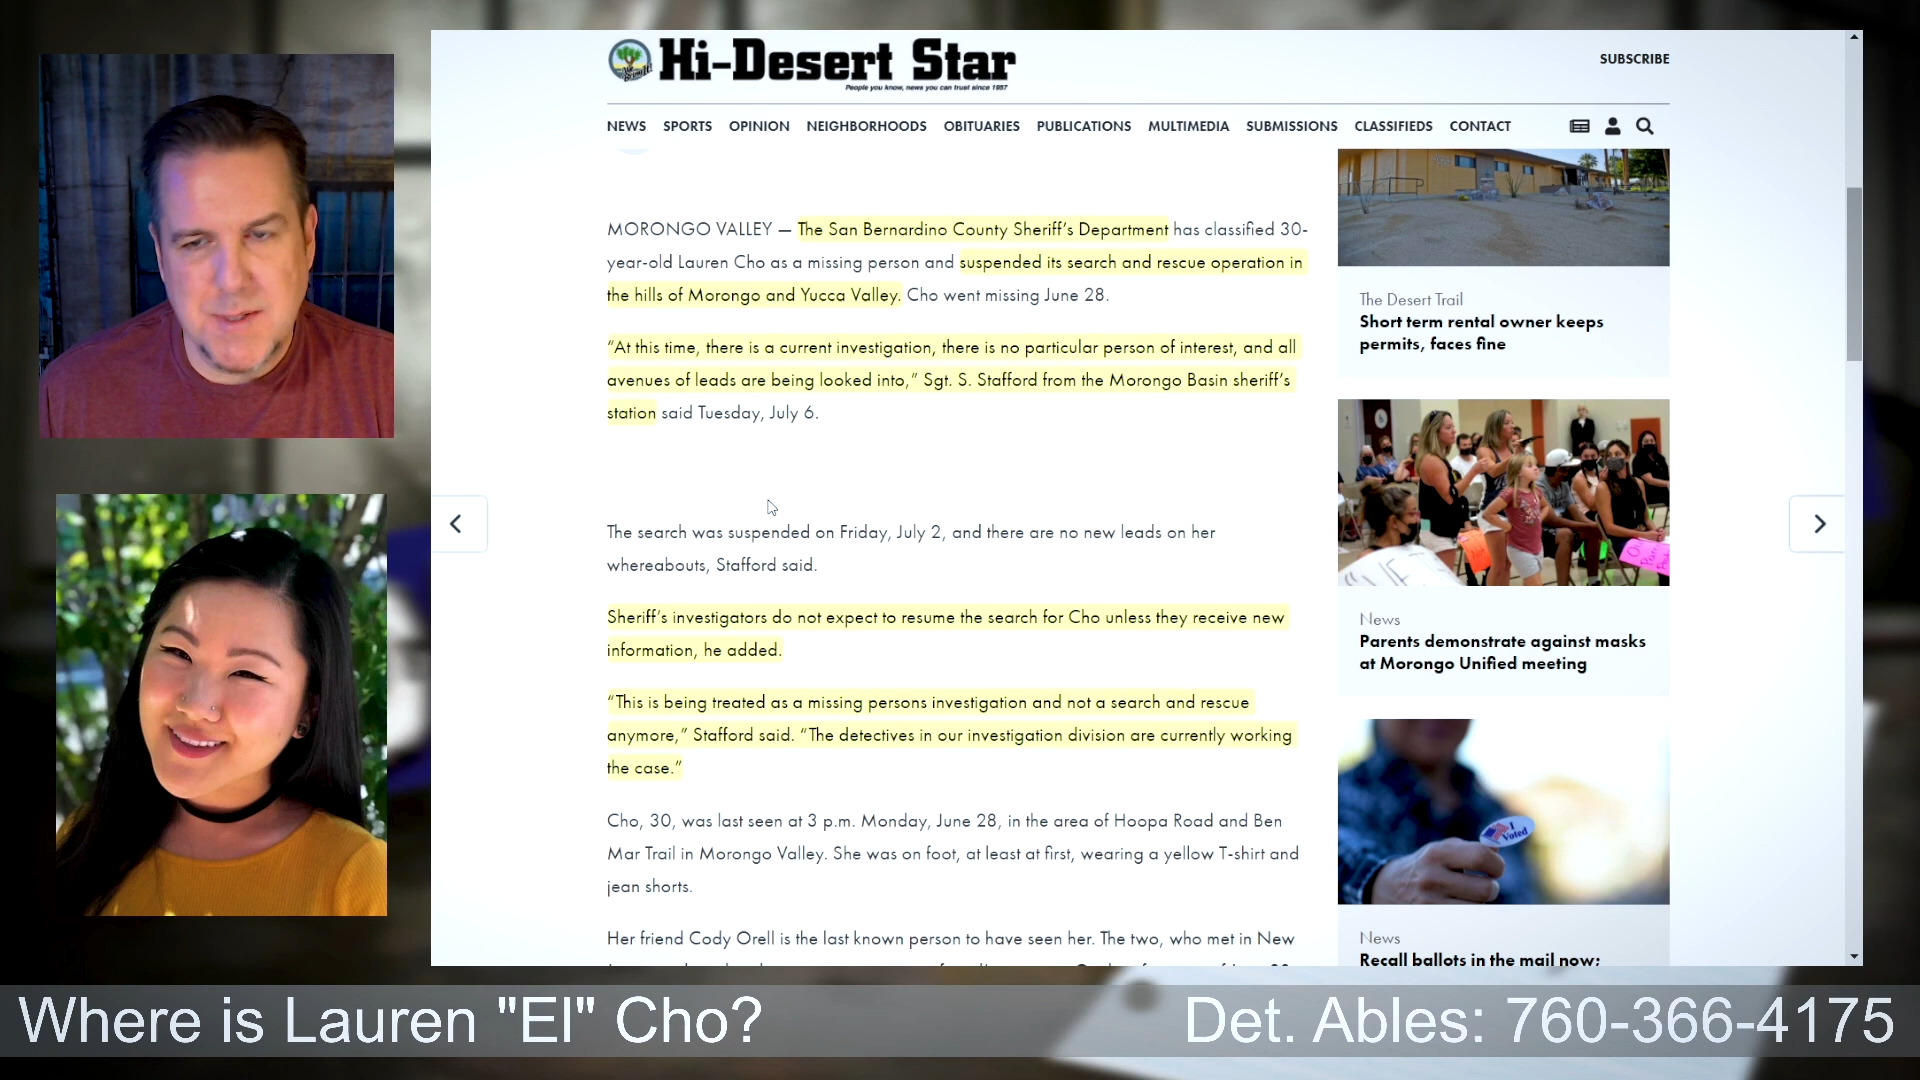 Hi-Desert Star
People you know, news you can trust since 1957
SUBSCRIBE
NEWS SPORTS OPINION NEIGHBORHOODS OBITUARIES PUBLICATIONS MULTIMEDIA SUBMISSIONS CLASSIFIEDS CONTACT
MORONGO VALLEY — The San Bernardino County Sheriff’s Department has classified 30-
year-old Lauren Cho as a missing person and suspended its search and rescue operation in
the hills of Morongo and Yucca Valley. Cho went missing June 28.
“At this time, there is a current investigation, there is no particular person of interest, and all
avenues of leads are being looked into,” Sgt. S. Stafford from the Morongo Basin sheriff’s
station said Tuesday, July 6.
The search was suspended on Friday, July 2, and there are no new leads on her
whereabouts, Stafford said.
Sheriff’s investigators do not expect to resume the search for Cho unless they receive new
information, he added.
“This is being treated as a missing persons investigation and not a search and rescue
anymore,” Stafford said. “The detectives in our investigation division are currently working
the case.”
Cho, 30, was last seen at 3 p.m. Monday, June 28, in the area of Hoopa Road and Ben
Mar Trail in Morongo Valley. She was on foot, at least at first, wearing a yellow T-shirt and
jean shorts.
Her friend Cody Orell is the last known person to have seen her. The two, who met in New
The Desert Trail
Short term rental owner keeps
permits, faces fine
News
Parents demonstrate against masks
at Morongo Unified meeting
I
Voted
News
Recall ballots in the mail now;
Where is Lauren "El" Cho?
Det. Ables: 760-366-4175